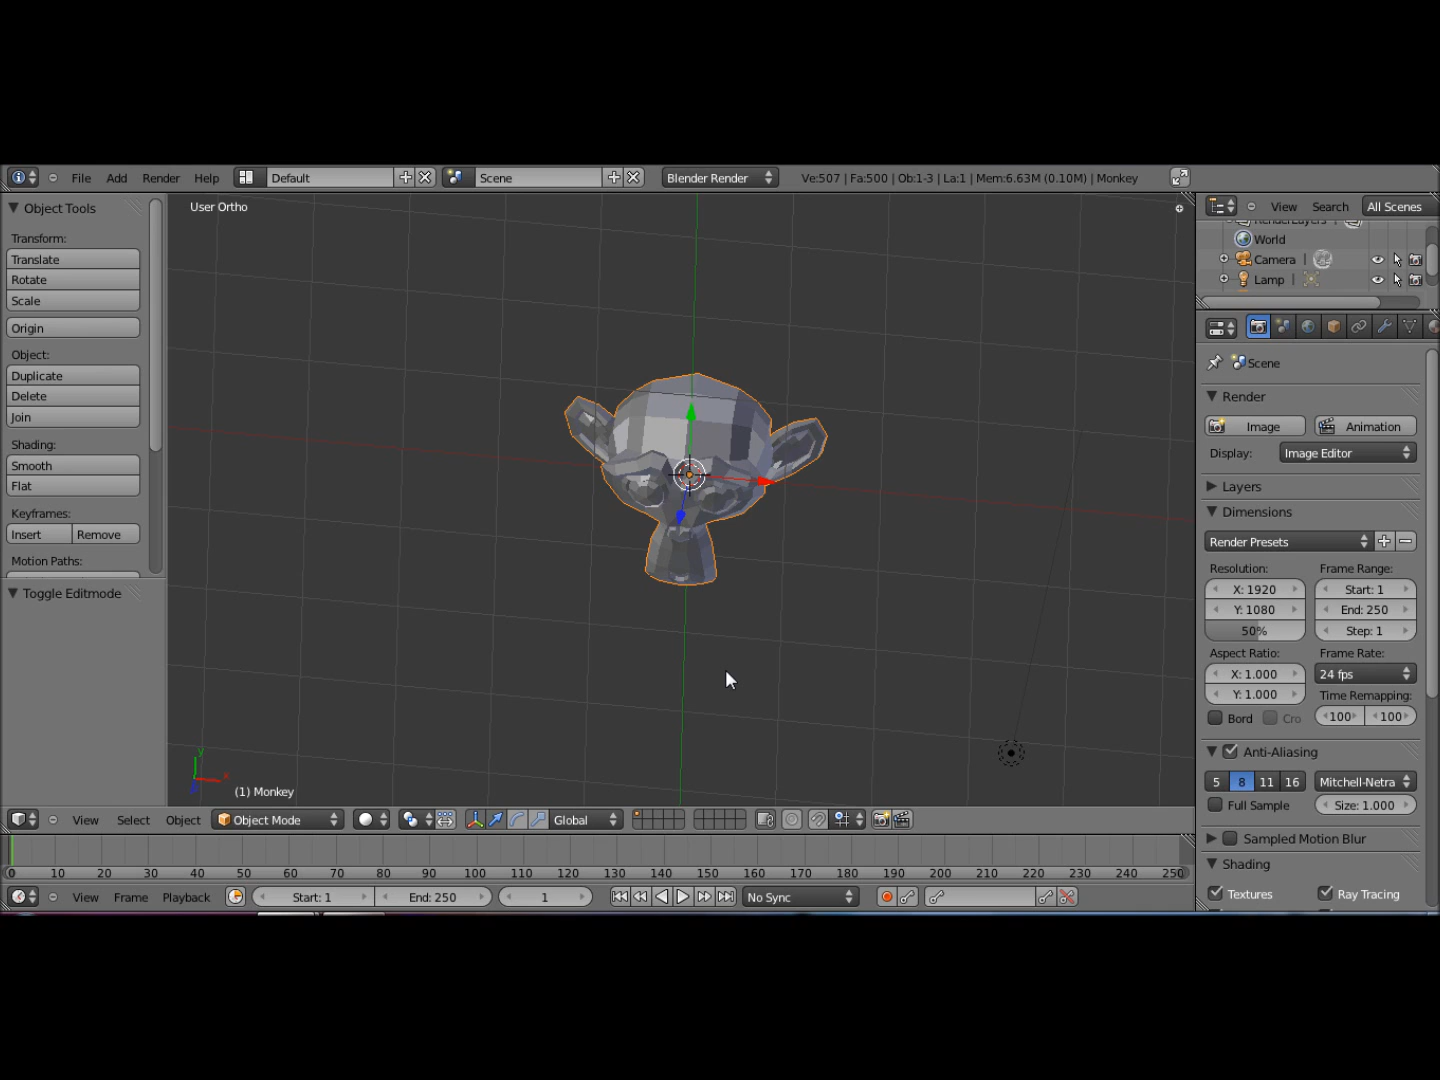 File Add Render Help Default Scene Blender Render Ve:507 | Fa:500 | Ob:1-3 | La:1 | Mem:6.63M (0.10M) | Monkey
Object Tools
Transform:
Translate
Rotate
Scale
Origin
Object:
Duplicate
Delete
Join
Shading:
Smooth
Flat
Keyframes:
Insert Remove
Motion Paths:
Toggle Editmode
User Ortho
y
x
(1) Monkey
View Select Object Object Mode Global
0 10 20 30 40 50 60 70 80 90 100 110 120 130 140 150 160 170 180 190 200 210 220 230 240 250
View Frame Playback Start: 1 End: 250 1 No Sync
View Search All Scenes
World
Camera |
Lamp |
Scene
Render
Image Animation
Display: Image Editor
Layers
Dimensions
Render Presets
Resolution: Frame Range:
X: 1920 Start: 1
Y: 1080 End: 250
50% Step: 1
Aspect Ratio: Frame Rate:
X: 1.000 24 fps
Y: 1.000 Time Remapping:
Bord Cro 100 100
Anti-Aliasing
5 8 11 16 Mitchell-Netra
Full Sample Size: 1.000
Sampled Motion Blur
Shading
Textures Ray Tracing